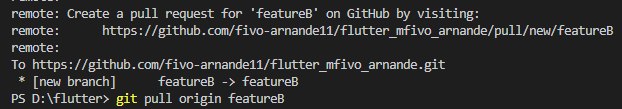 remote: Create a pull request for 'featureB' on GitHub by visiting:
remote:      https://github.com/fivo-arnande11/flutter_mfivo_arnande/pull/new/featureB
remote:
To https://github.com/fivo-arnande11/flutter_mfivo_arnande.git
 * [new branch]      featureB -> featureB
PS D:\flutter> git pull origin featureB